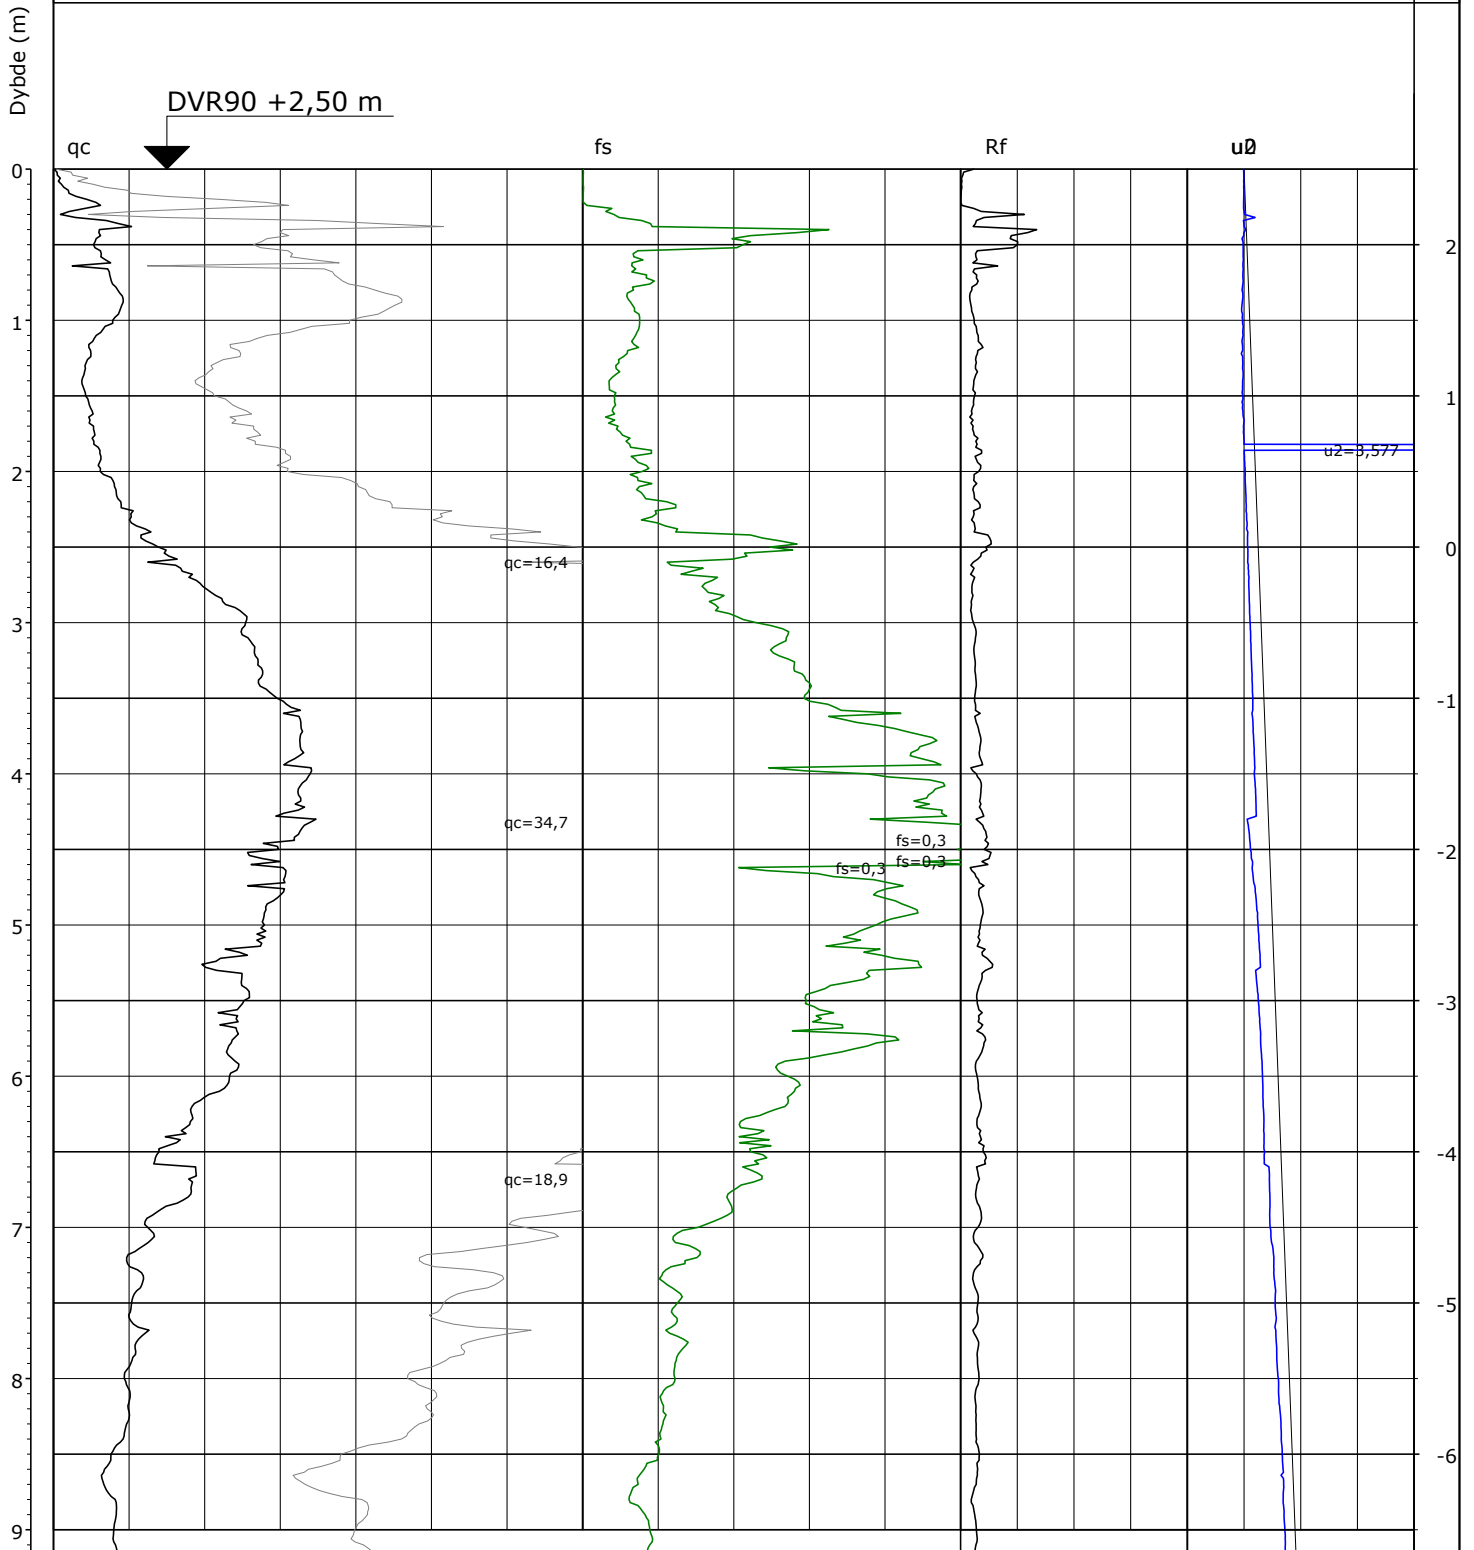 Dybde (m)
DVR90 +2,50 m
qc
fs
Rf
u0
u2
0
2
1
1
u2=3,577
2
0
qc=16,4
3
-1
4
qc=34,7
fs=0,3
-2
fs=0,3
fs=0,3
5
-3
6
-4
qc=18,9
7
-5
8
-6
9